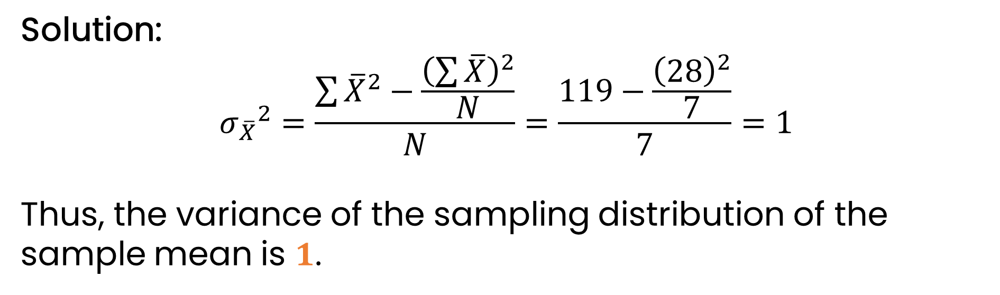 Solution:
$\sigma_{\bar{X}}{}^2 = \frac{\sum \bar{X}^2 - \frac{(\sum \bar{X})^2}{N}}{N} = \frac{119 - \frac{(28)^2}{7}}{7} = 1$
Thus, the variance of the sampling distribution of the
sample mean is 1.